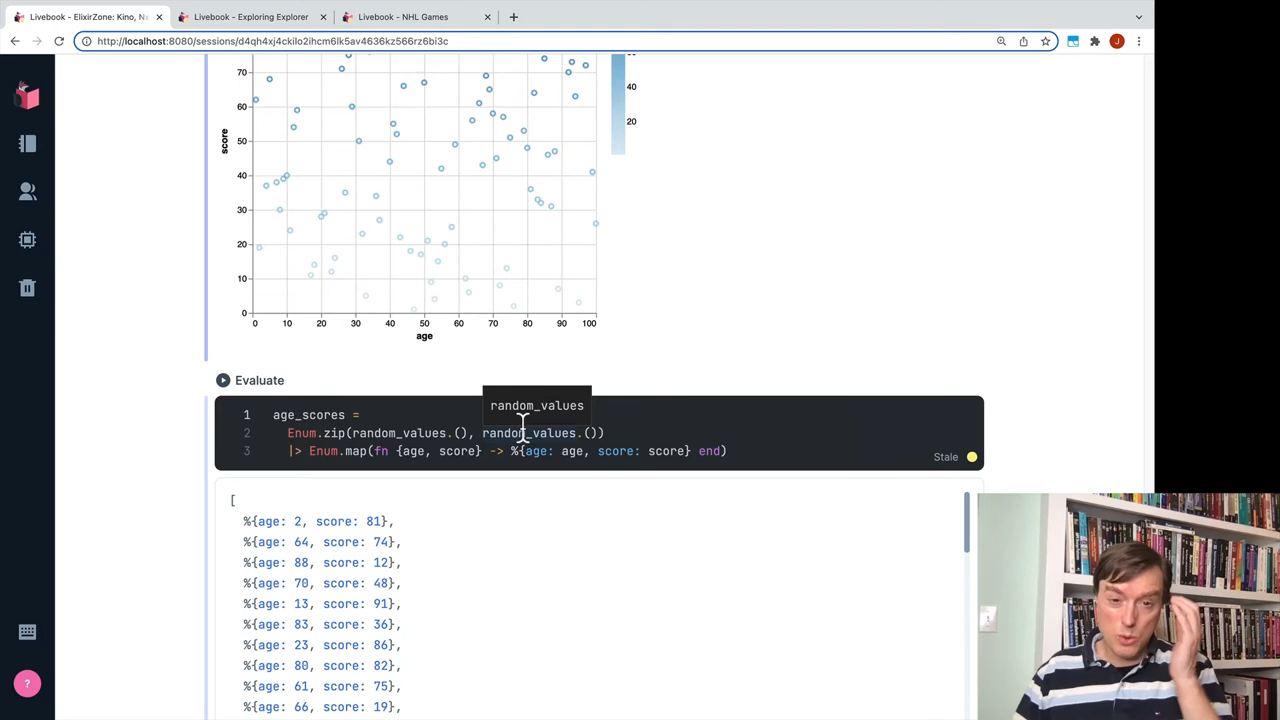 Livebook - ElixirZone: Kino, Nx
Livebook - Exploring Explorer
Livebook - NHL Games
http://localhost:8080/sessions/d4qh4xj4ckilo2ihcm6lk5av4636kz566rz6bi3c
J
70
60
50
40
30
20
10
0
score
0 10 20 30 40 50 60 70 80 90 100
age
40
20
Evaluate
random_values
1 age_scores =
2 Enum.zip(random_values.(), random_values.())
3 |> Enum.map(fn {age, score} -> %{age: age, score: score} end)
Stale
[
%{age: 2, score: 81},
%{age: 64, score: 74},
%{age: 88, score: 12},
%{age: 70, score: 48},
%{age: 13, score: 91},
%{age: 83, score: 36},
%{age: 23, score: 86},
%{age: 80, score: 82},
%{age: 61, score: 75},
%{age: 66, score: 19},
?